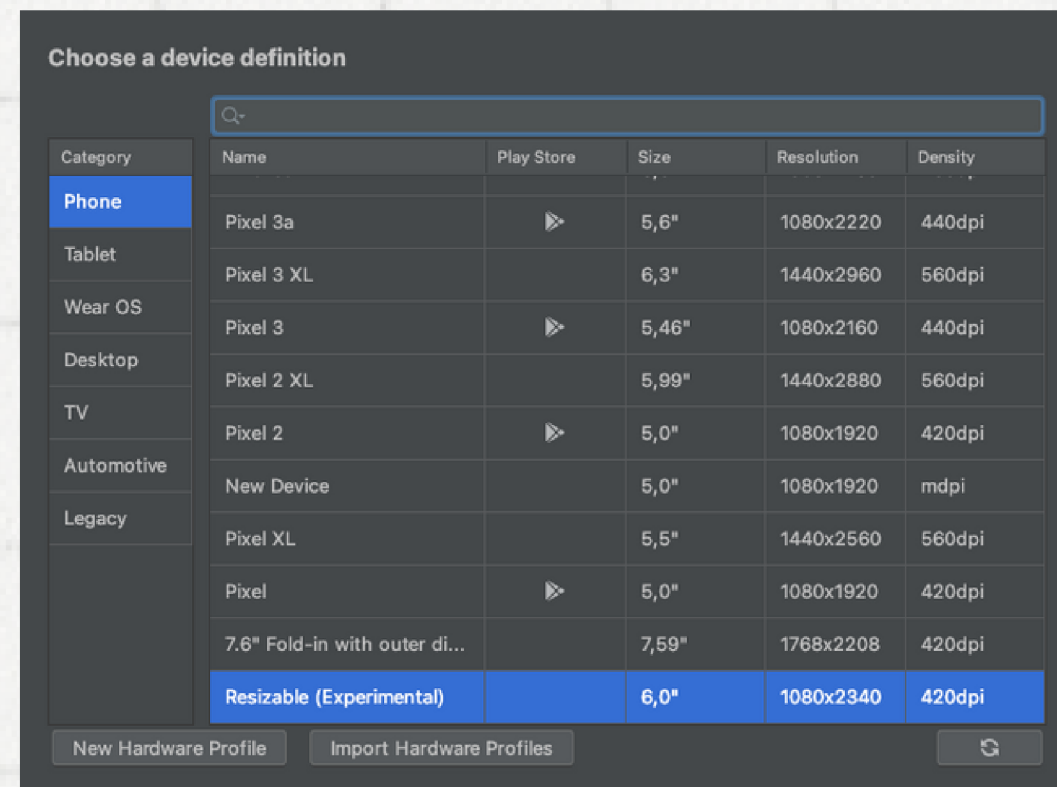 Choose a device definition
Category Name Play Store Size Resolution Density
Phone
Tablet
Wear OS
Desktop
TV
Automotive
Legacy
Pixel 3a 5,6" 1080x2220 440dpi
Pixel 3 XL 6,3" 1440x2960 560dpi
Pixel 3 5,46" 1080x2160 440dpi
Pixel 2 XL 5,99" 1440x2880 560dpi
Pixel 2 5,0" 1080x1920 420dpi
New Device 5,0" 1080x1920 mdpi
Pixel XL 5,5" 1440x2560 560dpi
Pixel 5,0" 1080x1920 420dpi
7.6" Fold-in with outer di... 7,59" 1768x2208 420dpi
Resizable (Experimental) 6,0" 1080x2340 420dpi
New Hardware Profile Import Hardware Profiles